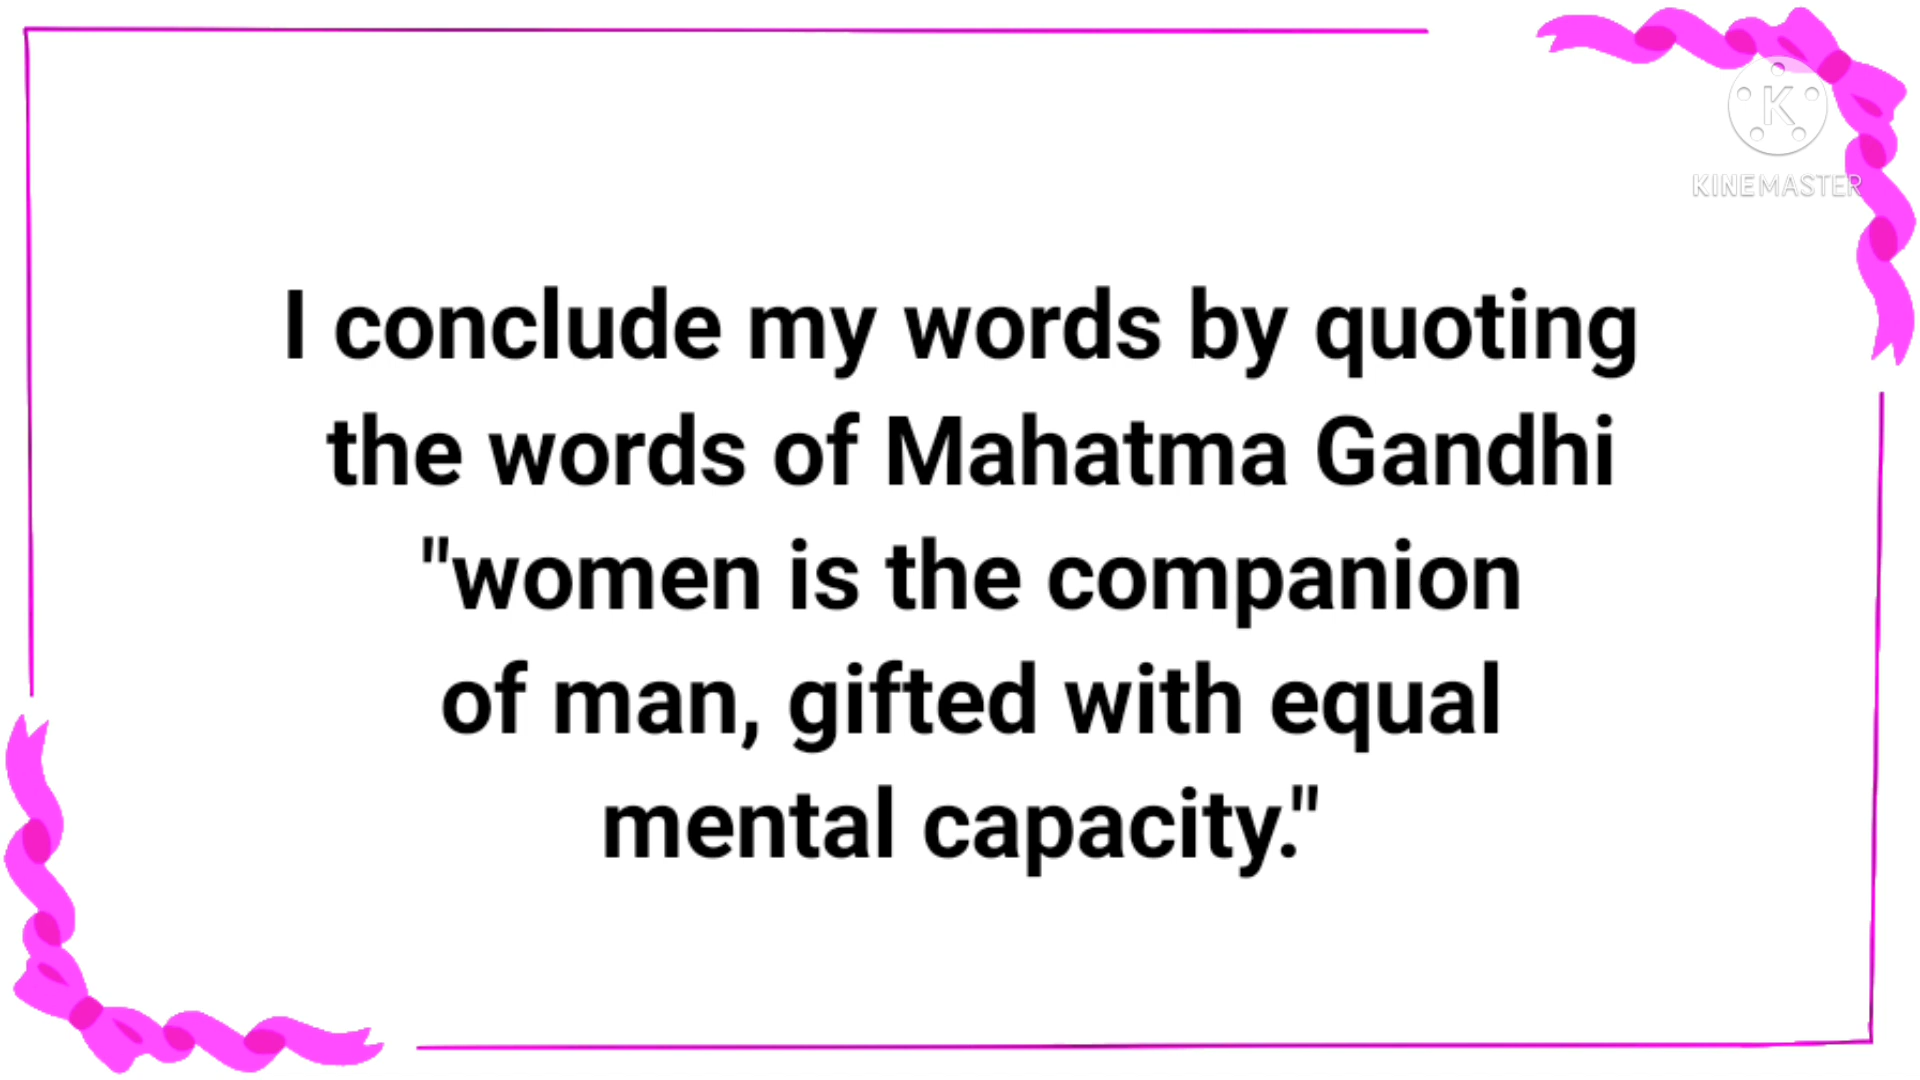 K
KINEMASTER
I conclude my words by quoting
the words of Mahatma Gandhi
"women is the companion
of man, gifted with equal
mental capacity."